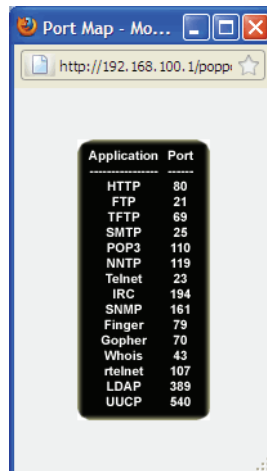 Port Map - Mo...
http://192.168.100.1/popp
Application Port
---------------- ------
HTTP 80
FTP 21
TFTP 69
SMTP 25
POP3 110
NNTP 119
Telnet 23
IRC 194
SNMP 161
Finger 79
Gopher 70
Whois 43
rtelnet 107
LDAP 389
UUCP 540